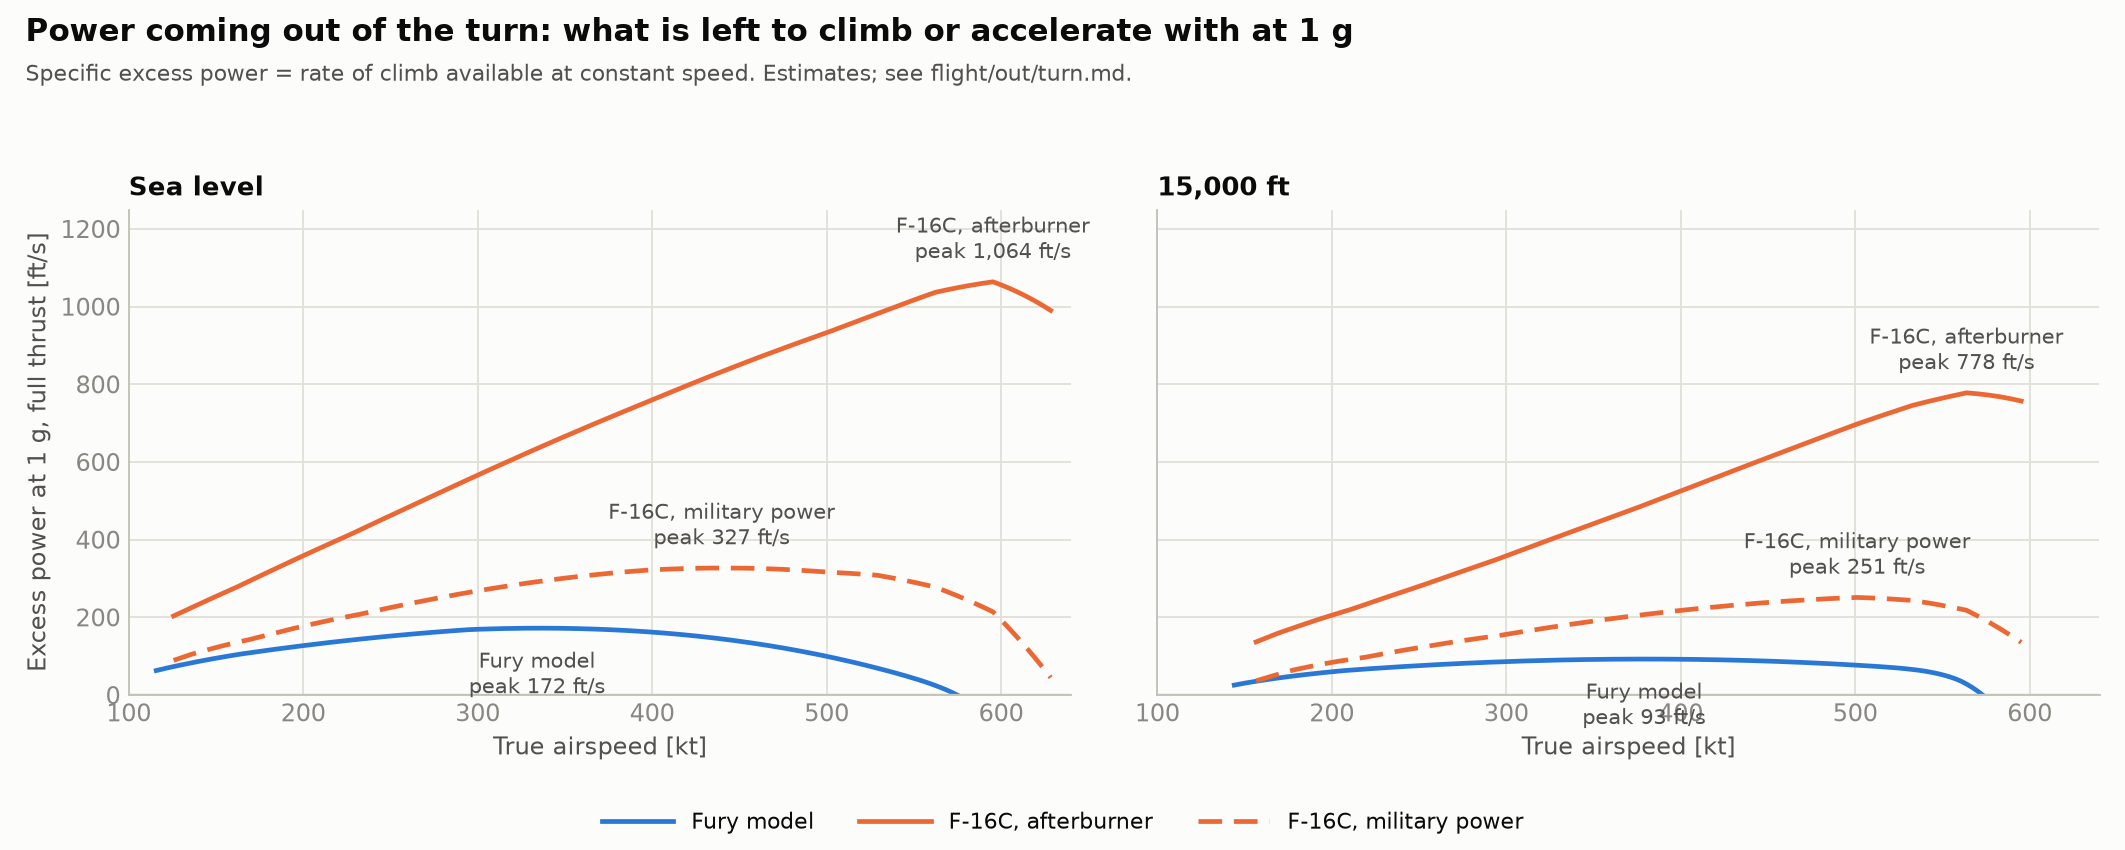 Power coming out of the turn: what is left to climb or accelerate with at 1 g
Specific excess power = rate of climb available at constant speed. Estimates; see flight/out/turn.md.
Sea level
Excess power at 1 g, full thrust [ft/s]
1200
1000
800
600
400
200
0
F-16C, afterburner
peak 1,064 ft/s
F-16C, military power
peak 327 ft/s
Fury model
peak 172 ft/s
100 200 300 400 500 600
True airspeed [kt]
15,000 ft
F-16C, afterburner
peak 778 ft/s
F-16C, military power
peak 251 ft/s
Fury model
peak 93 ft/s
100 200 300 400 500 600
True airspeed [kt]
Fury model F-16C, afterburner F-16C, military power